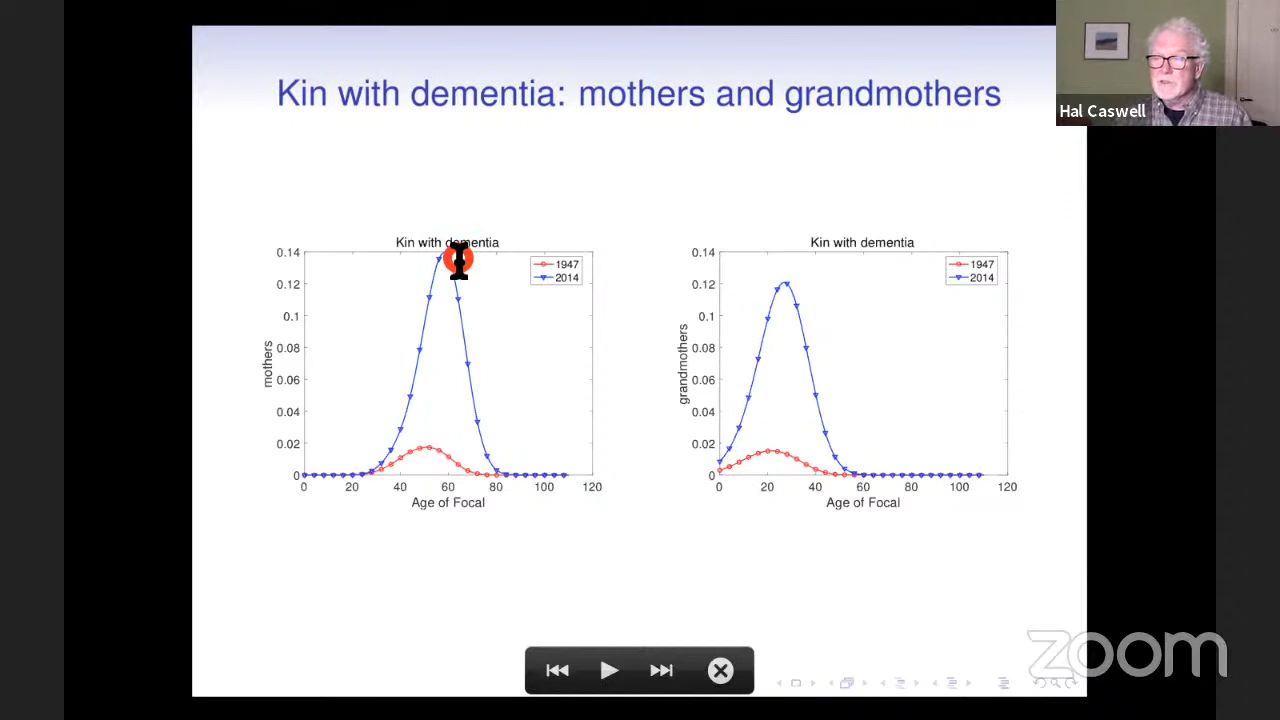 Kin with dementia: mothers and grandmothers
Hal Caswell
Kin with dementia
0.14
0.12
0.1
0.08
0.06
0.04
0.02
0
mothers
0 20 40 60 80 100 120
Age of Focal
1947
2014
Kin with dementia
0.14
0.12
0.1
0.08
0.06
0.04
0.02
0
grandmothers
0 20 40 60 80 100 120
Age of Focal
1947
2014
zoom